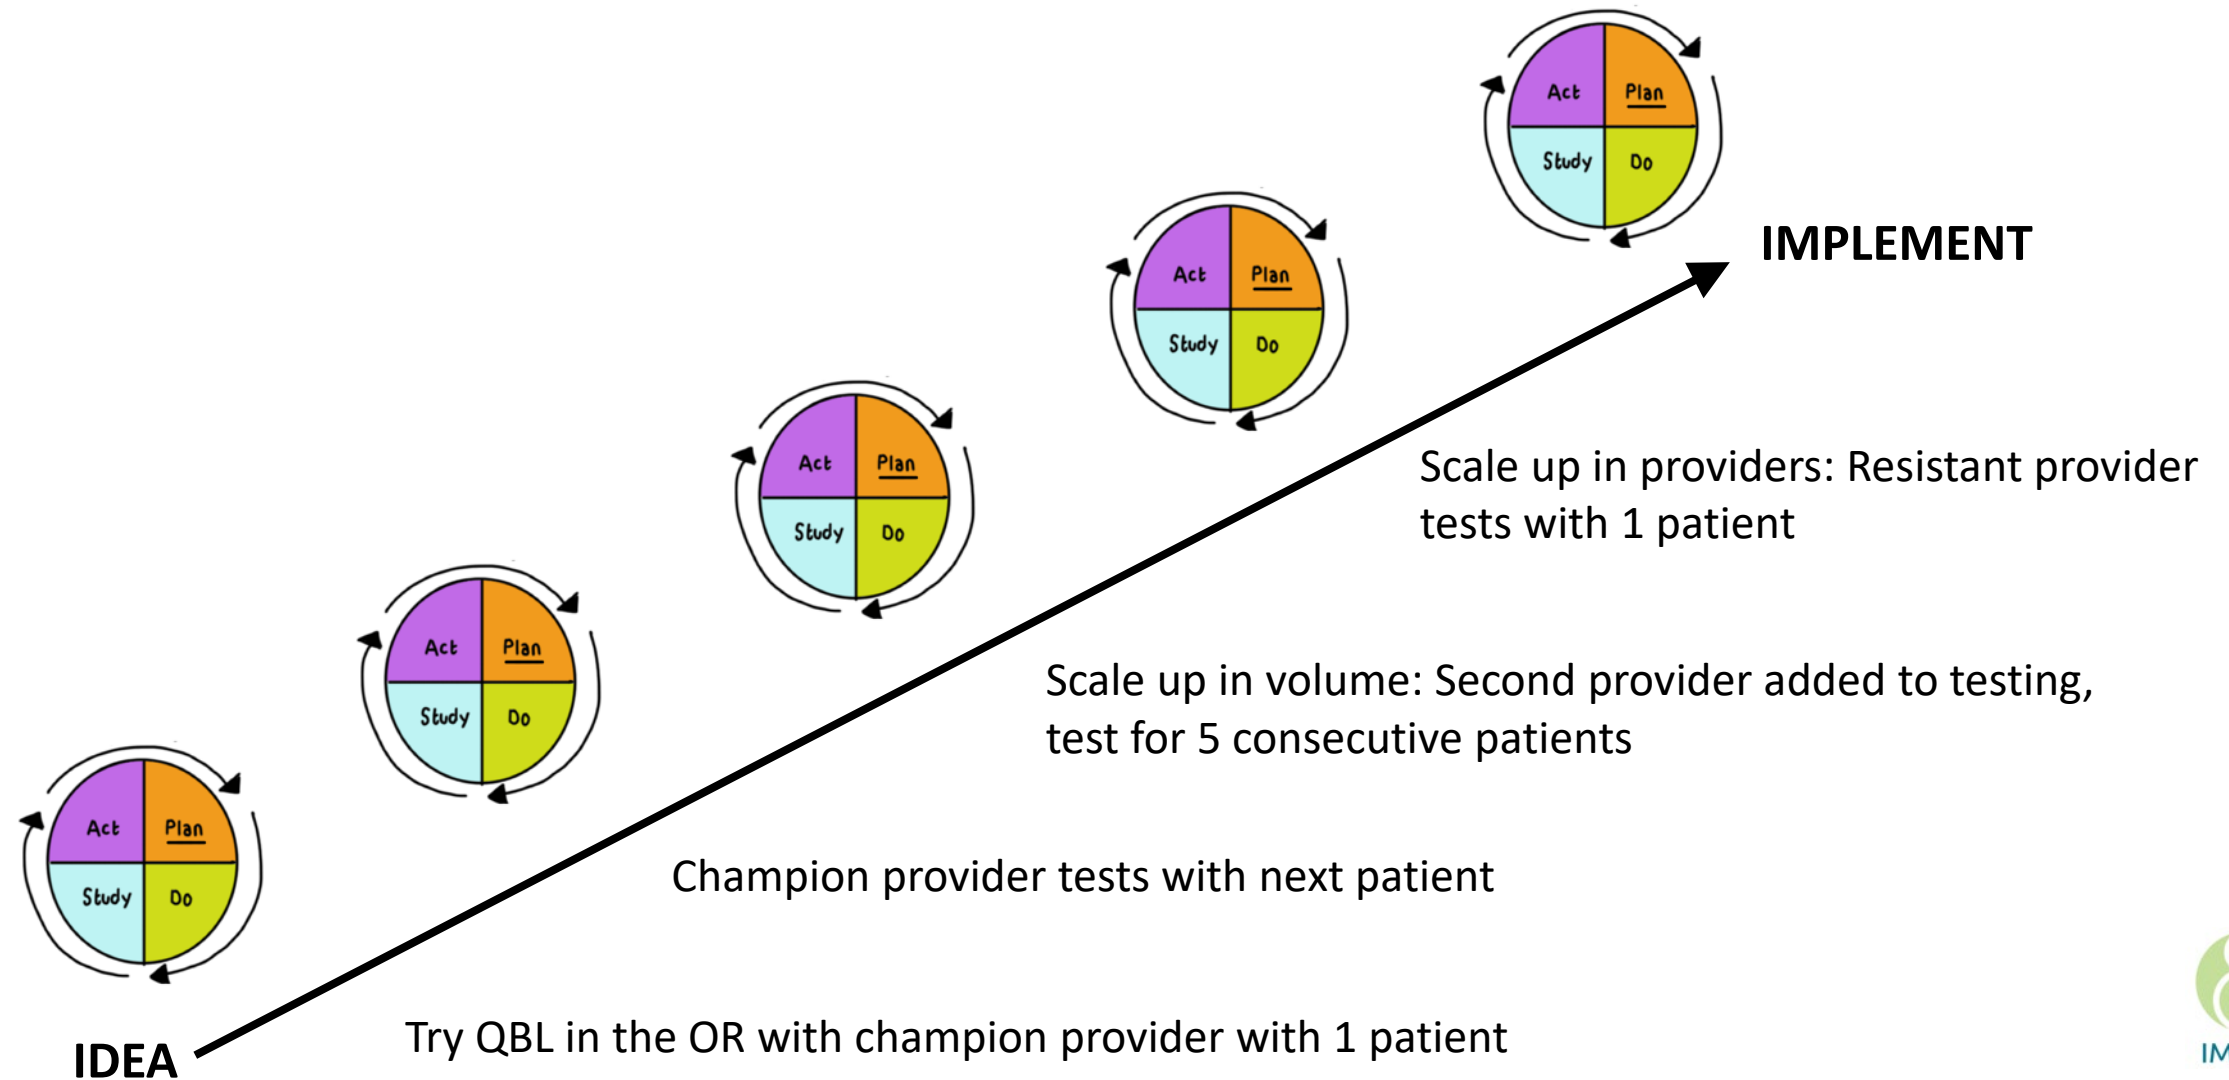 Act Plan
Study Do
IMPLEMENT
Act Plan
Study Do
Scale up in providers: Resistant provider
tests with 1 patient
Act Plan
Study Do
Act Plan
Study Do
Scale up in volume: Second provider added to testing,
test for 5 consecutive patients
Act Plan
Study Do
Champion provider tests with next patient
Try QBL in the OR with champion provider with 1 patient
IDEA